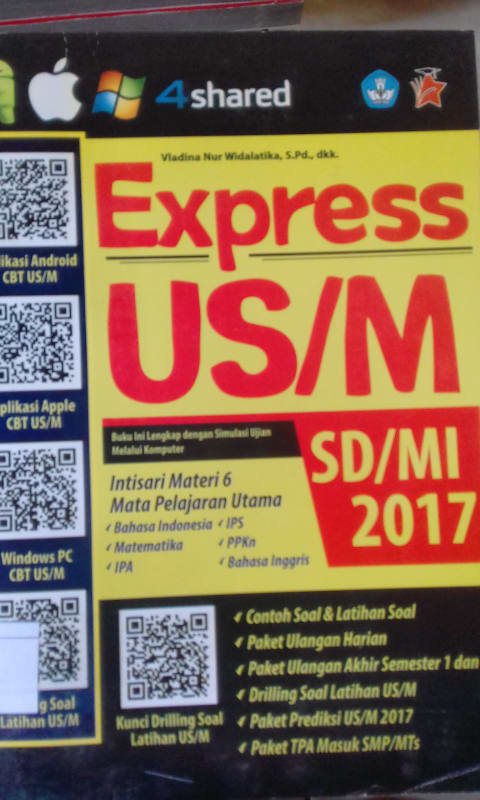 4shared
Vladina Nur Widalatika, S.Pd., dkk.
Express
US/M
SD/MI
2017
Buku Ini Lengkap dengan Simulasi Ujian
Melalui Komputer
Intisari Materi 6
Mata Pelajaran Utama
Bahasa Indonesia
Matematika
IPA
IPS
PPKn
Bahasa Inggris
likasi Android
CBT US/M
plikasi Apple
CBT US/M
Windows PC
CBT US/M
ng Soal
Latihan US/M
Kunci Drilling Soal
Latihan US/M
Contoh Soal & Latihan Soal
Paket Ulangan Harian
Paket Ulangan Akhir Semester 1 dan
Drilling Soal Latihan US/M
Paket Prediksi US/M 2017
Paket TPA Masuk SMP/MTs